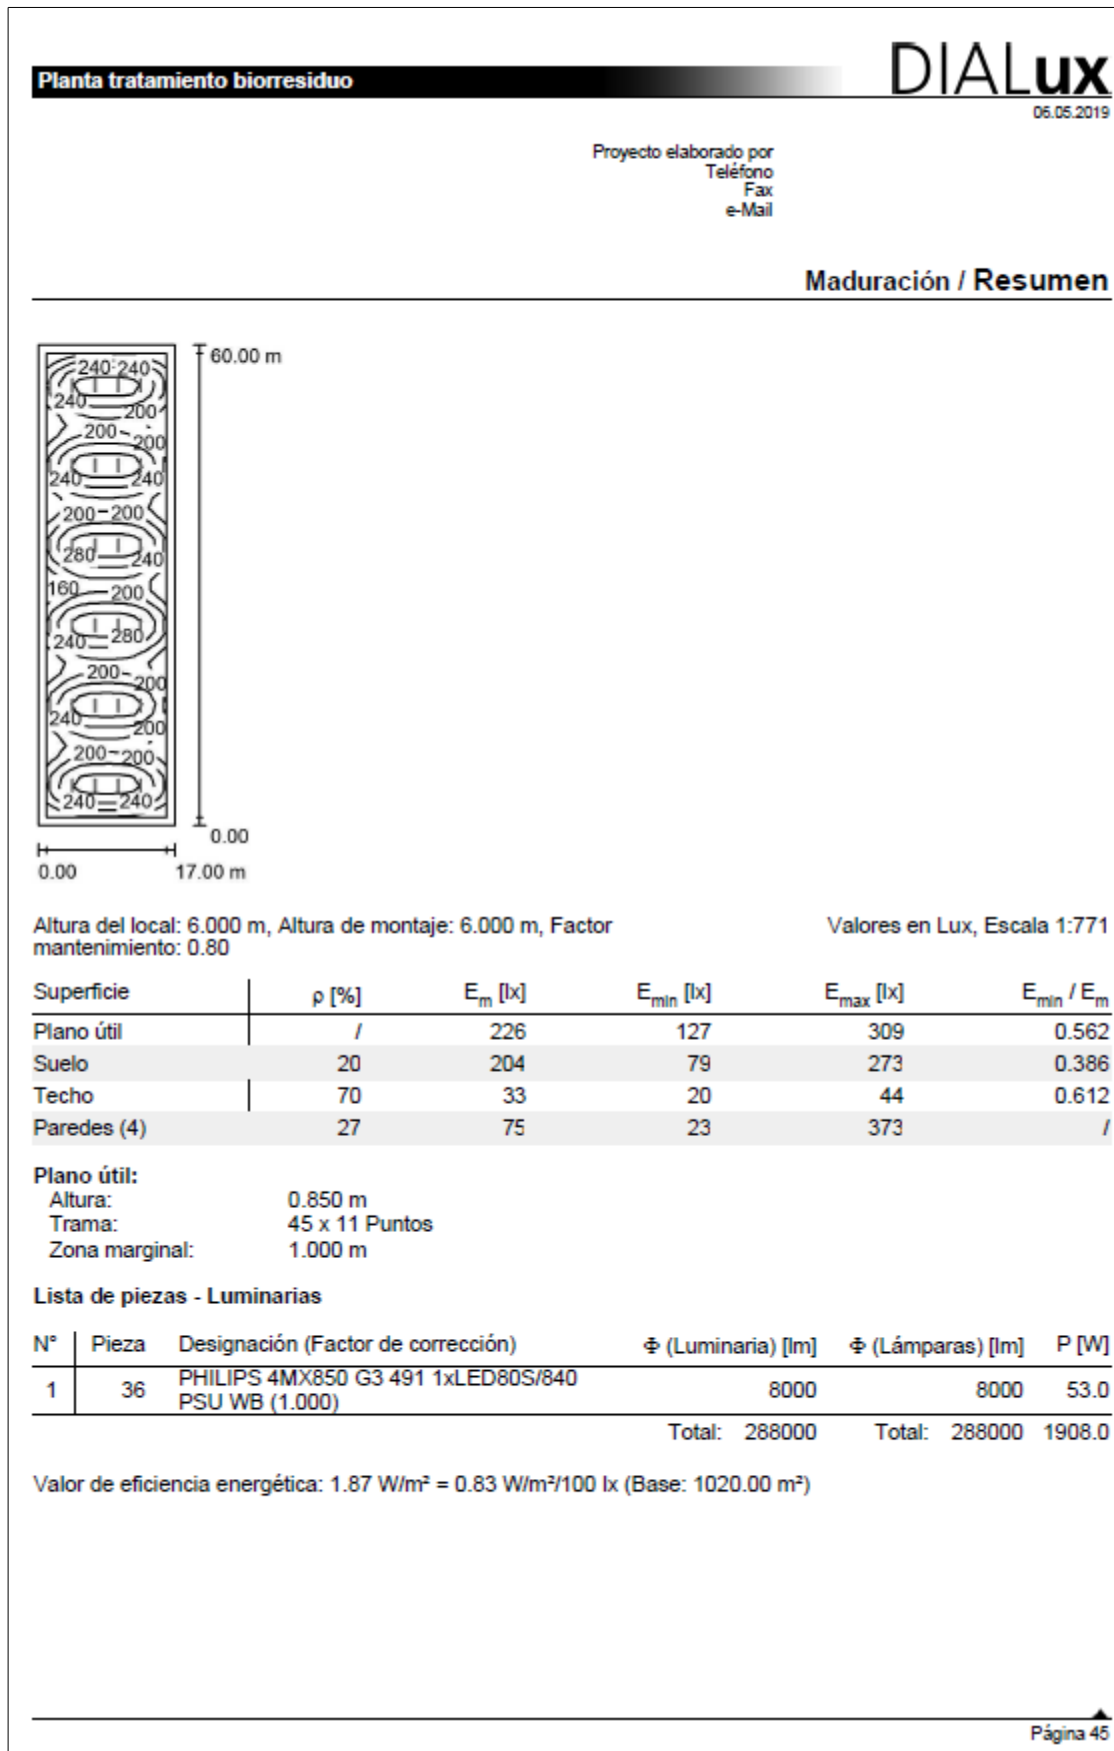 DIALux
Planta tratamiento biorresiduo
06.05.2019
Proyecto elaborado por
Teléfono
Fax
e-Mail
Maduración / Resumen
60.00 m
240 240
240 200
200 200
240 240
200 200
280 240
160 200
240 280
200 200
240 200
200 200
240 240
0.00
0.00 17.00 m
Altura del local: 6.000 m, Altura de montaje: 6.000 m, Factor
mantenimiento: 0.80
Valores en Lux, Escala 1:771
Superficie ρ [%] Em [lx] Emin [lx] Emax [lx] Emin / Em
Plano útil / 226 127 309 0.562
Suelo 20 204 79 273 0.386
Techo 70 33 20 44 0.612
Paredes (4) 27 75 23 373 /
Plano útil:
Altura: 0.850 m
Trama: 45 x 11 Puntos
Zona marginal: 1.000 m
Lista de piezas - Luminarias
N° Pieza Designación (Factor de corrección) Φ (Luminaria) [lm] Φ (Lámparas) [lm] P [W]
1 36 PHILIPS 4MX850 G3 491 1xLED80S/840 8000 8000 53.0
PSU WB (1.000)
Total: 288000 Total: 288000 1908.0
Valor de eficiencia energética: 1.87 W/m² = 0.83 W/m²/100 lx (Base: 1020.00 m²)
Página 45